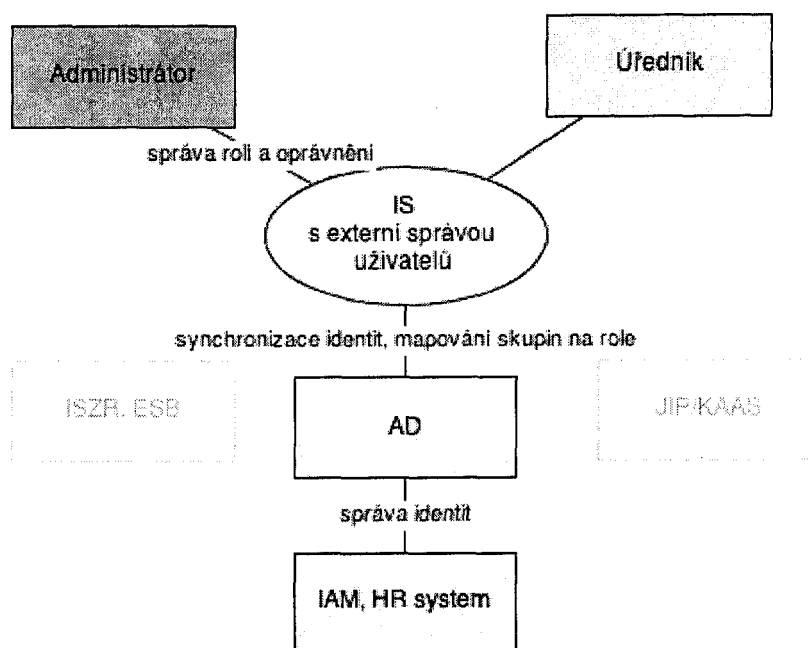 Administrátor
Úředník
správa rolí a oprávnění
IS
s externí správou
uživatelů
synchronizace identit, mapování skupin na role
ISZR, ESB
AD
JIP/KAAS
správa identit
IAM, HR system